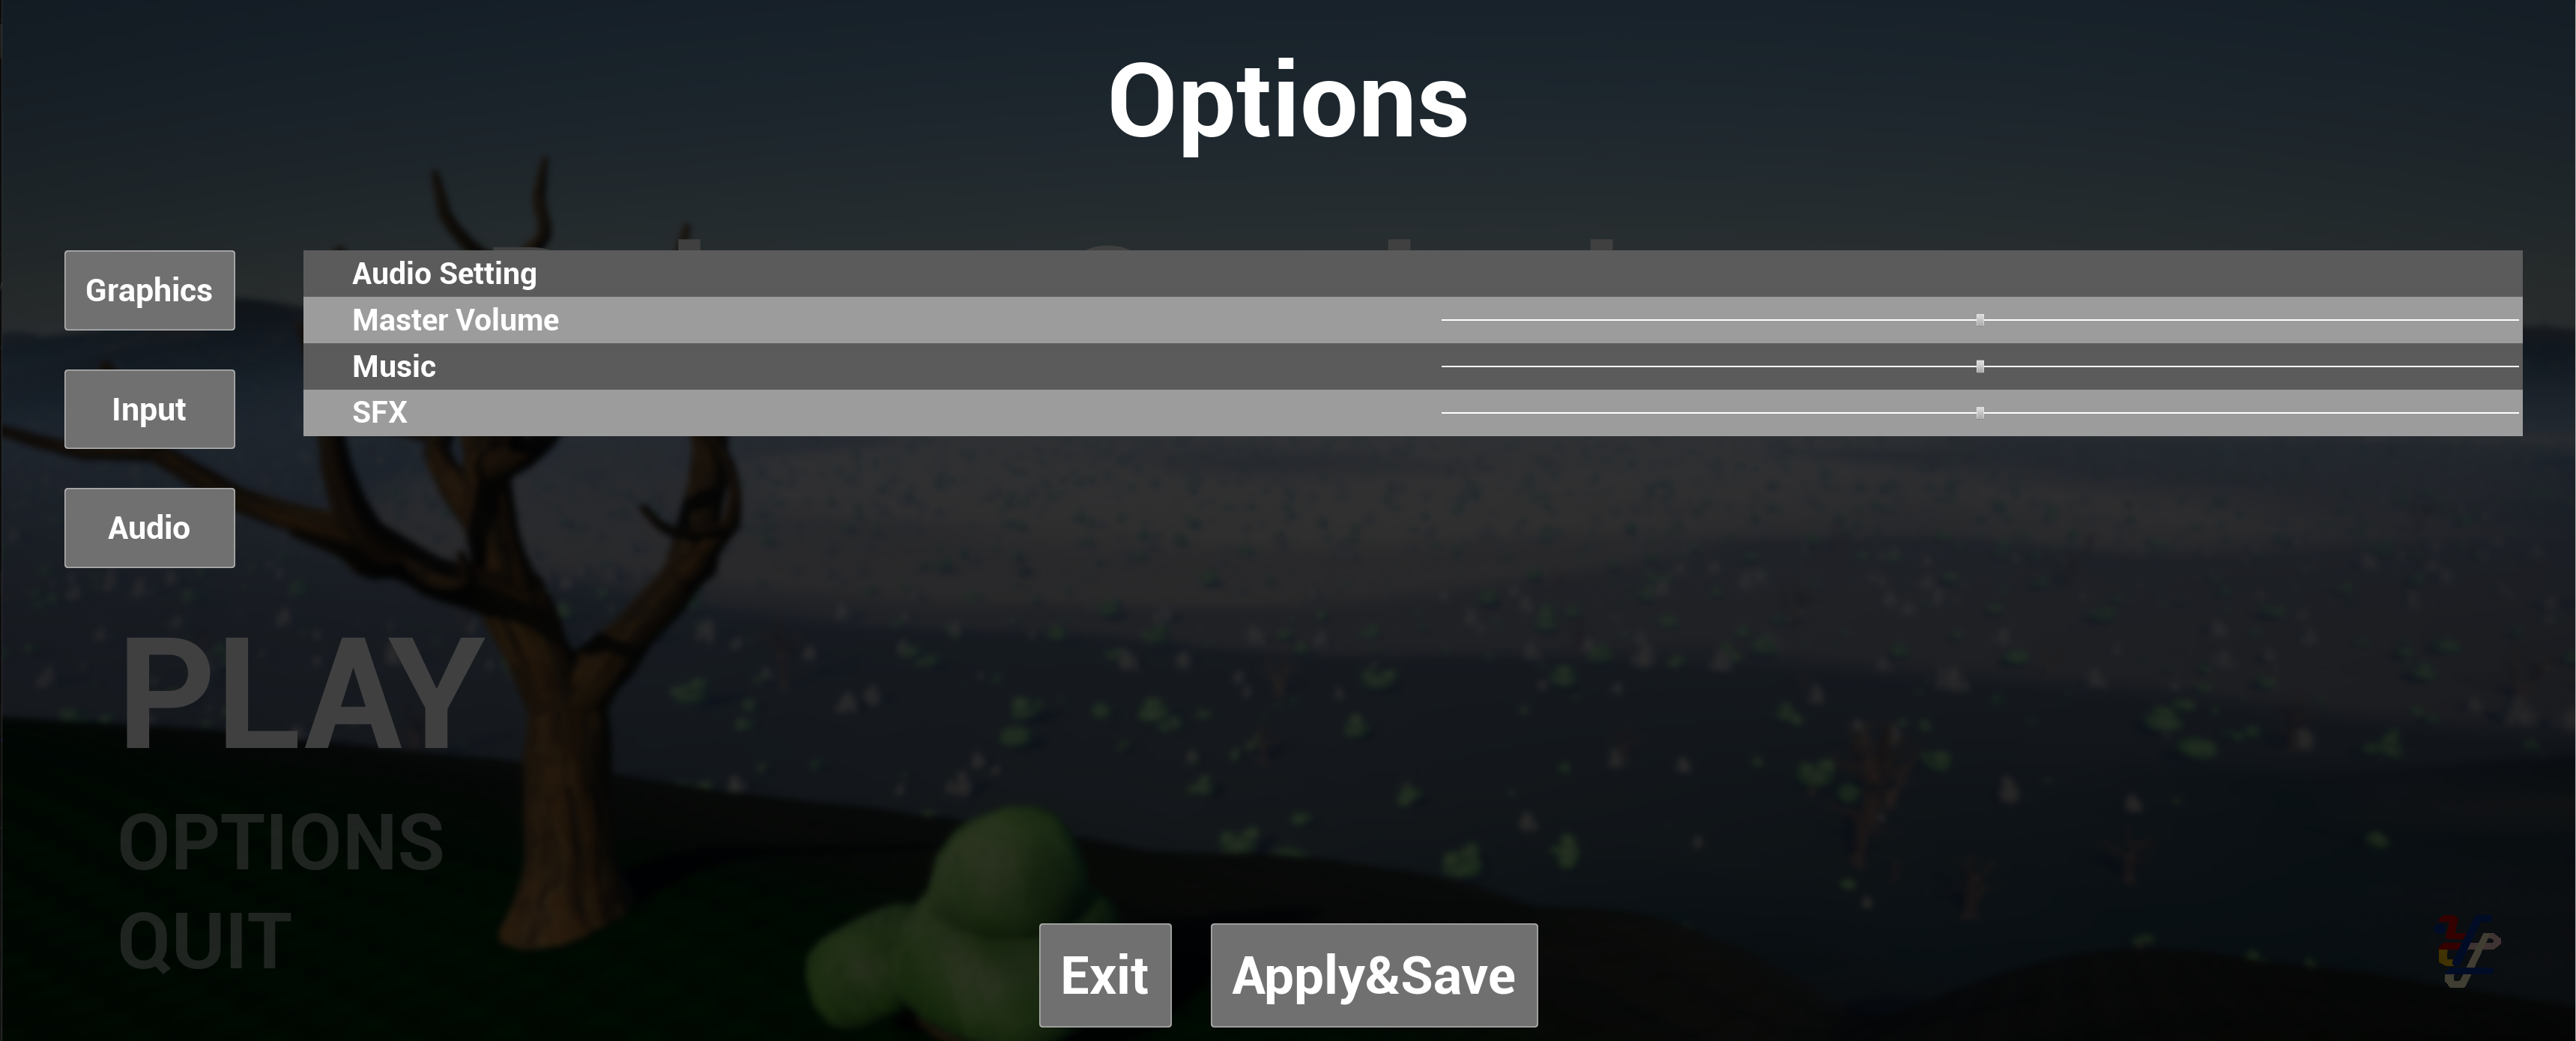 Options
Graphics
Input
Audio
Audio Setting
Master Volume
Music
SFX
PLAY
OPTIONS
QUIT
Exit
Apply&Save